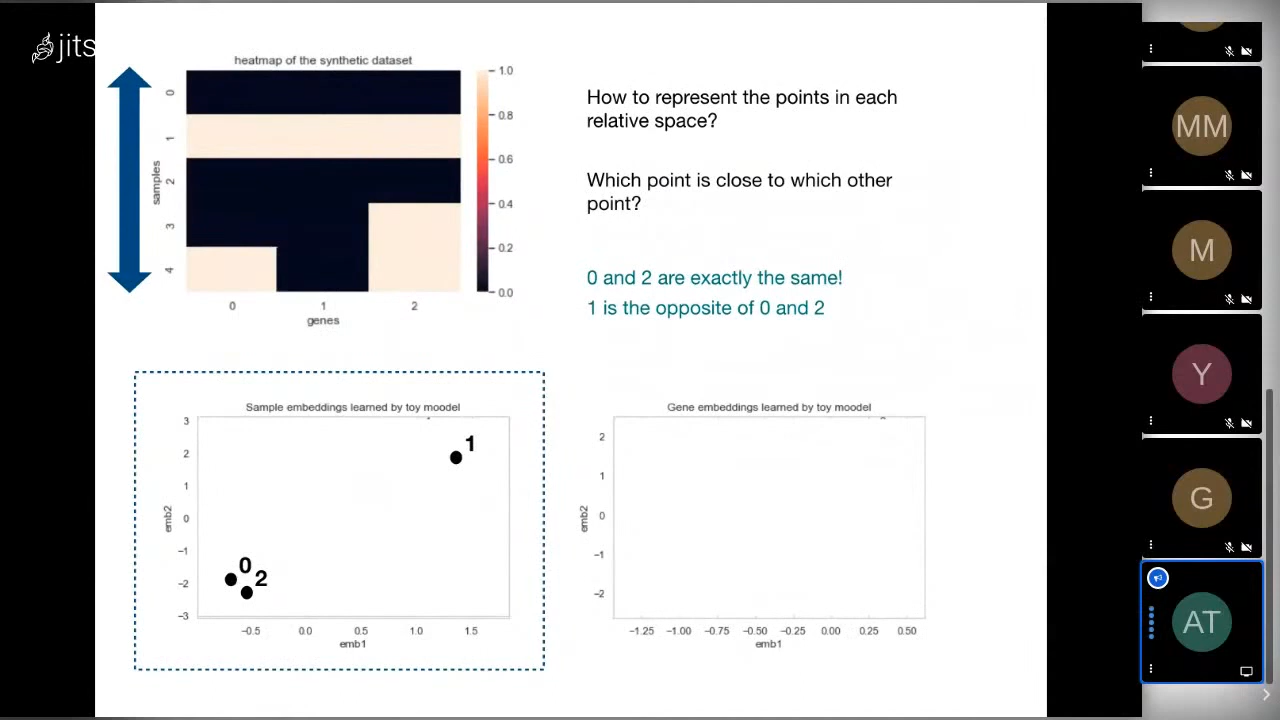 jits
heatmap of the synthetic dataset
1.0
0.8
0.6
0.4
0.2
0.0
samples
0
1
2
3
4
0 1 2
genes
How to represent the points in each
relative space?
Which point is close to which other
point?
0 and 2 are exactly the same!
1 is the opposite of 0 and 2
Sample embeddings learned by toy moodel
3
2
1
0
−1
−2
−3
emb2
1
0
2
−0.5 0.0 0.5 1.0 1.5
emb1
Gene embeddings learned by toy moodel
2
1
0
−1
−2
emb2
−1.25 −1.00 −0.75 −0.50 −0.25 0.00 0.25 0.50
emb1
MM
M
Y
G
AT